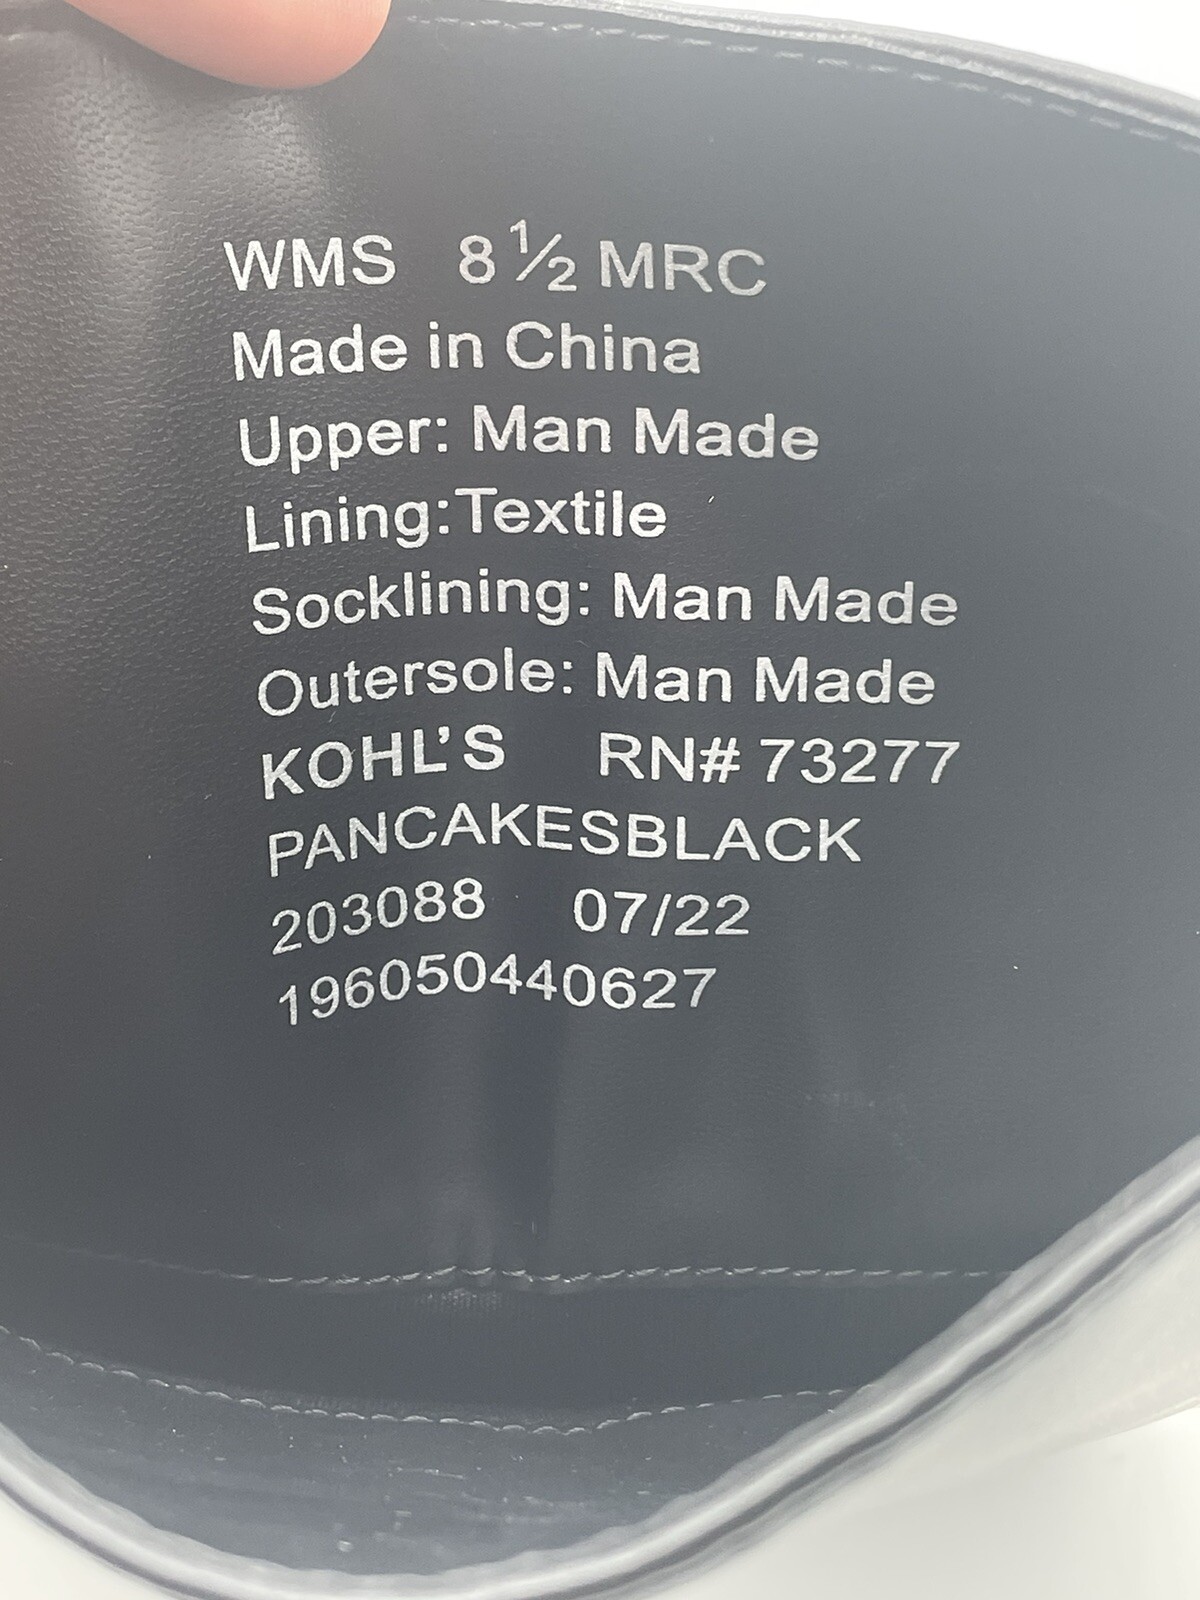 WMS 8 ½ MRC
Made in China
Upper: Man Made
Lining:Textile
Socklining: Man Made
Outersole: Man Made
KOHL'S RN# 73277
PANCAKESBLACK
203088 07/22
196050440627